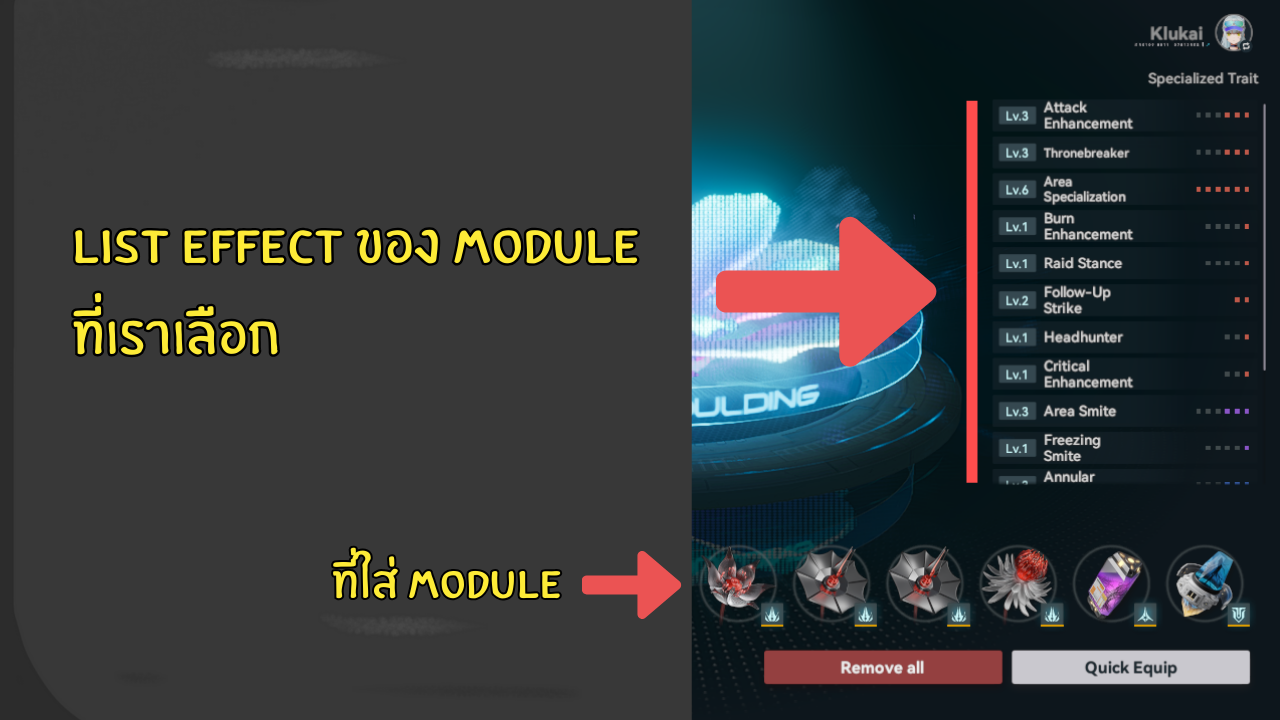 Klukai
Specialized Trait
Lv.3 Attack
Enhancement
Lv.3 Thronebreaker
Lv.6 Area
Specialization
Lv.1 Burn
Enhancement
Lv.1 Raid Stance
Lv.2 Follow-Up
Strike
Lv.1 Headhunter
Lv.1 Critical
Enhancement
Lv.3 Area Smite
Lv.1 Freezing
Smite
Annular
LIST EFFECT ของ MODULE
ที่เราเลือก
ULDING
ที่ใส่ MODULE
Remove all
Quick Equip